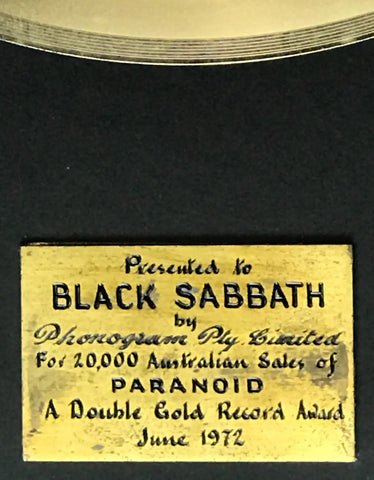 Presented to
BLACK SABBATH
by
Phonogram Pty. Limited
For 20,000 Australian Sales of
PARANOID
A Double Gold Record Award
June 1972